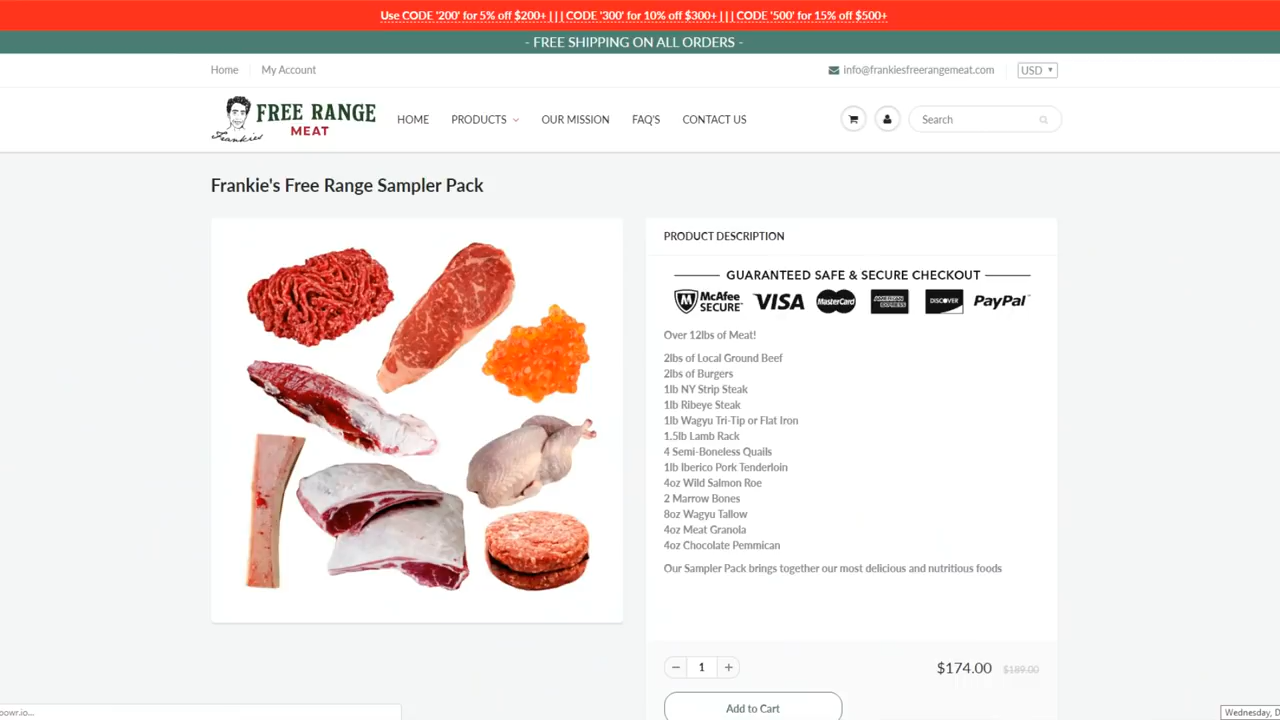 Use CODE '200' for 5% off $200+ | | | CODE '300' for 10% off $300+ | | | CODE '500' for 15% off $500+
- FREE SHIPPING ON ALL ORDERS -
Home
My Account
info@frankiesfreerangemeat.com
USD
Frankies
FREE RANGE
MEAT
HOME
PRODUCTS
OUR MISSION
FAQ'S
CONTACT US
Search
Frankie's Free Range Sampler Pack
PRODUCT DESCRIPTION
GUARANTEED SAFE & SECURE CHECKOUT
McAfee SECURE
VISA
MasterCard
AMERICAN EXPRESS
DISCOVER
PayPal
Over 12lbs of Meat!
2lbs of Local Ground Beef
2lbs of Burgers
1lb NY Strip Steak
1lb Ribeye Steak
1lb Wagyu Tri-Tip or Flat Iron
1.5lb Lamb Rack
4 Semi-Boneless Quails
1lb Iberico Pork Tenderloin
4oz Wild Salmon Roe
2 Marrow Bones
8oz Wagyu Tallow
4oz Meat Granola
4oz Chocolate Pemmican
Our Sampler Pack brings together our most delicious and nutritious foods
1
$174.00 $189.00
Add to Cart
powr.io...
Wednesday, D